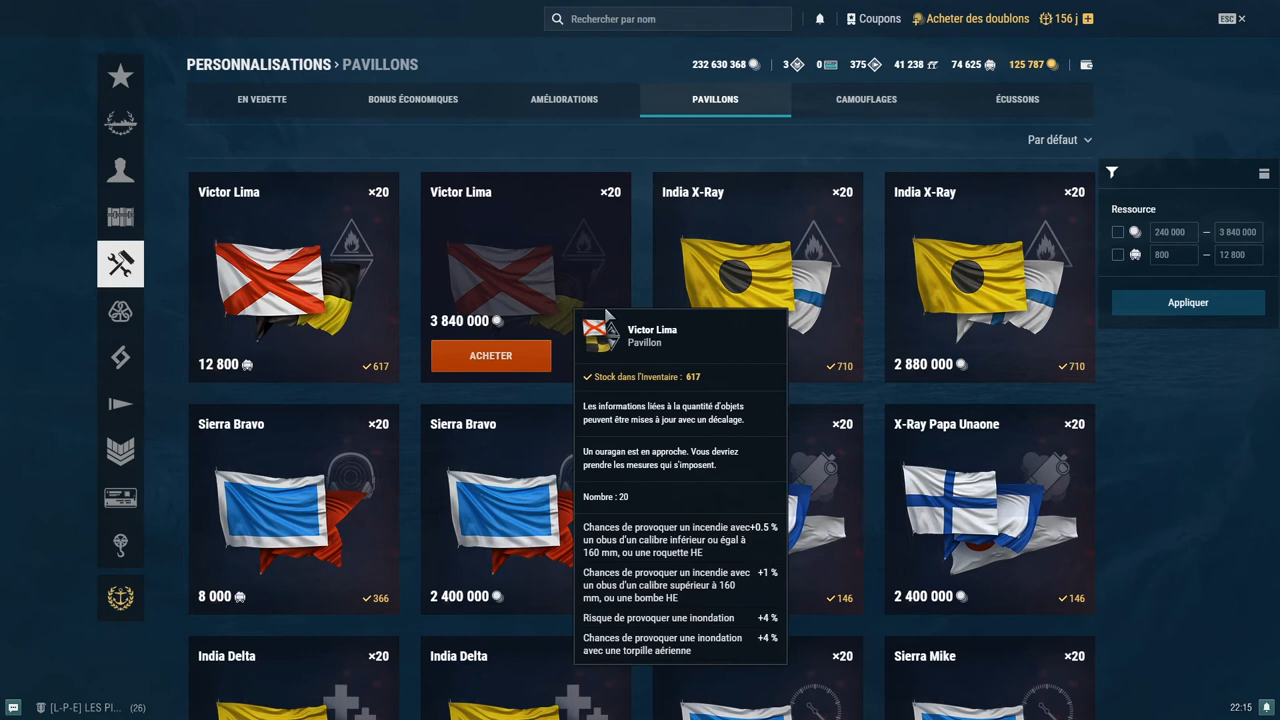 Rechercher par nom
Coupons
Acheter des doublons
156 j
ESC
PERSONNALISATIONS › PAVILLONS
232 630 368
3
0
375
41 238
74 625
125 787
EN VEDETTE
BONUS ÉCONOMIQUES
AMÉLIORATIONS
PAVILLONS
CAMOUFLAGES
ÉCUSSONS
Par défaut
Victor Lima ×20
Victor Lima ×20
India X-Ray ×20
India X-Ray ×20
12 800
617
3 840 000
ACHETER
710
2 880 000
710
Ressource
240 000 — 3 840 000
800 — 12 800
Appliquer
Victor Lima
Pavillon
Stock dans l'Inventaire : 617
Les informations liées à la quantité d'objets
peuvent être mises à jour avec un décalage.
Un ouragan est en approche. Vous devriez
prendre les mesures qui s'imposent.
Nombre : 20
Chances de provoquer un incendie avec +0.5 %
un obus d'un calibre inférieur ou égal à
160 mm, ou une roquette HE
Chances de provoquer un incendie avec +1 %
un obus d'un calibre supérieur à 160
mm, ou une bombe HE
Risque de provoquer une inondation +4 %
Chances de provoquer une inondation +4 %
avec une torpille aérienne
Sierra Bravo ×20
Sierra Bravo
×20
X-Ray Papa Unaone ×20
8 000
366
2 400 000
146
2 400 000
146
India Delta ×20
India Delta
×20
Sierra Mike ×20
[L-P-E] LES PI... (26)
22:15